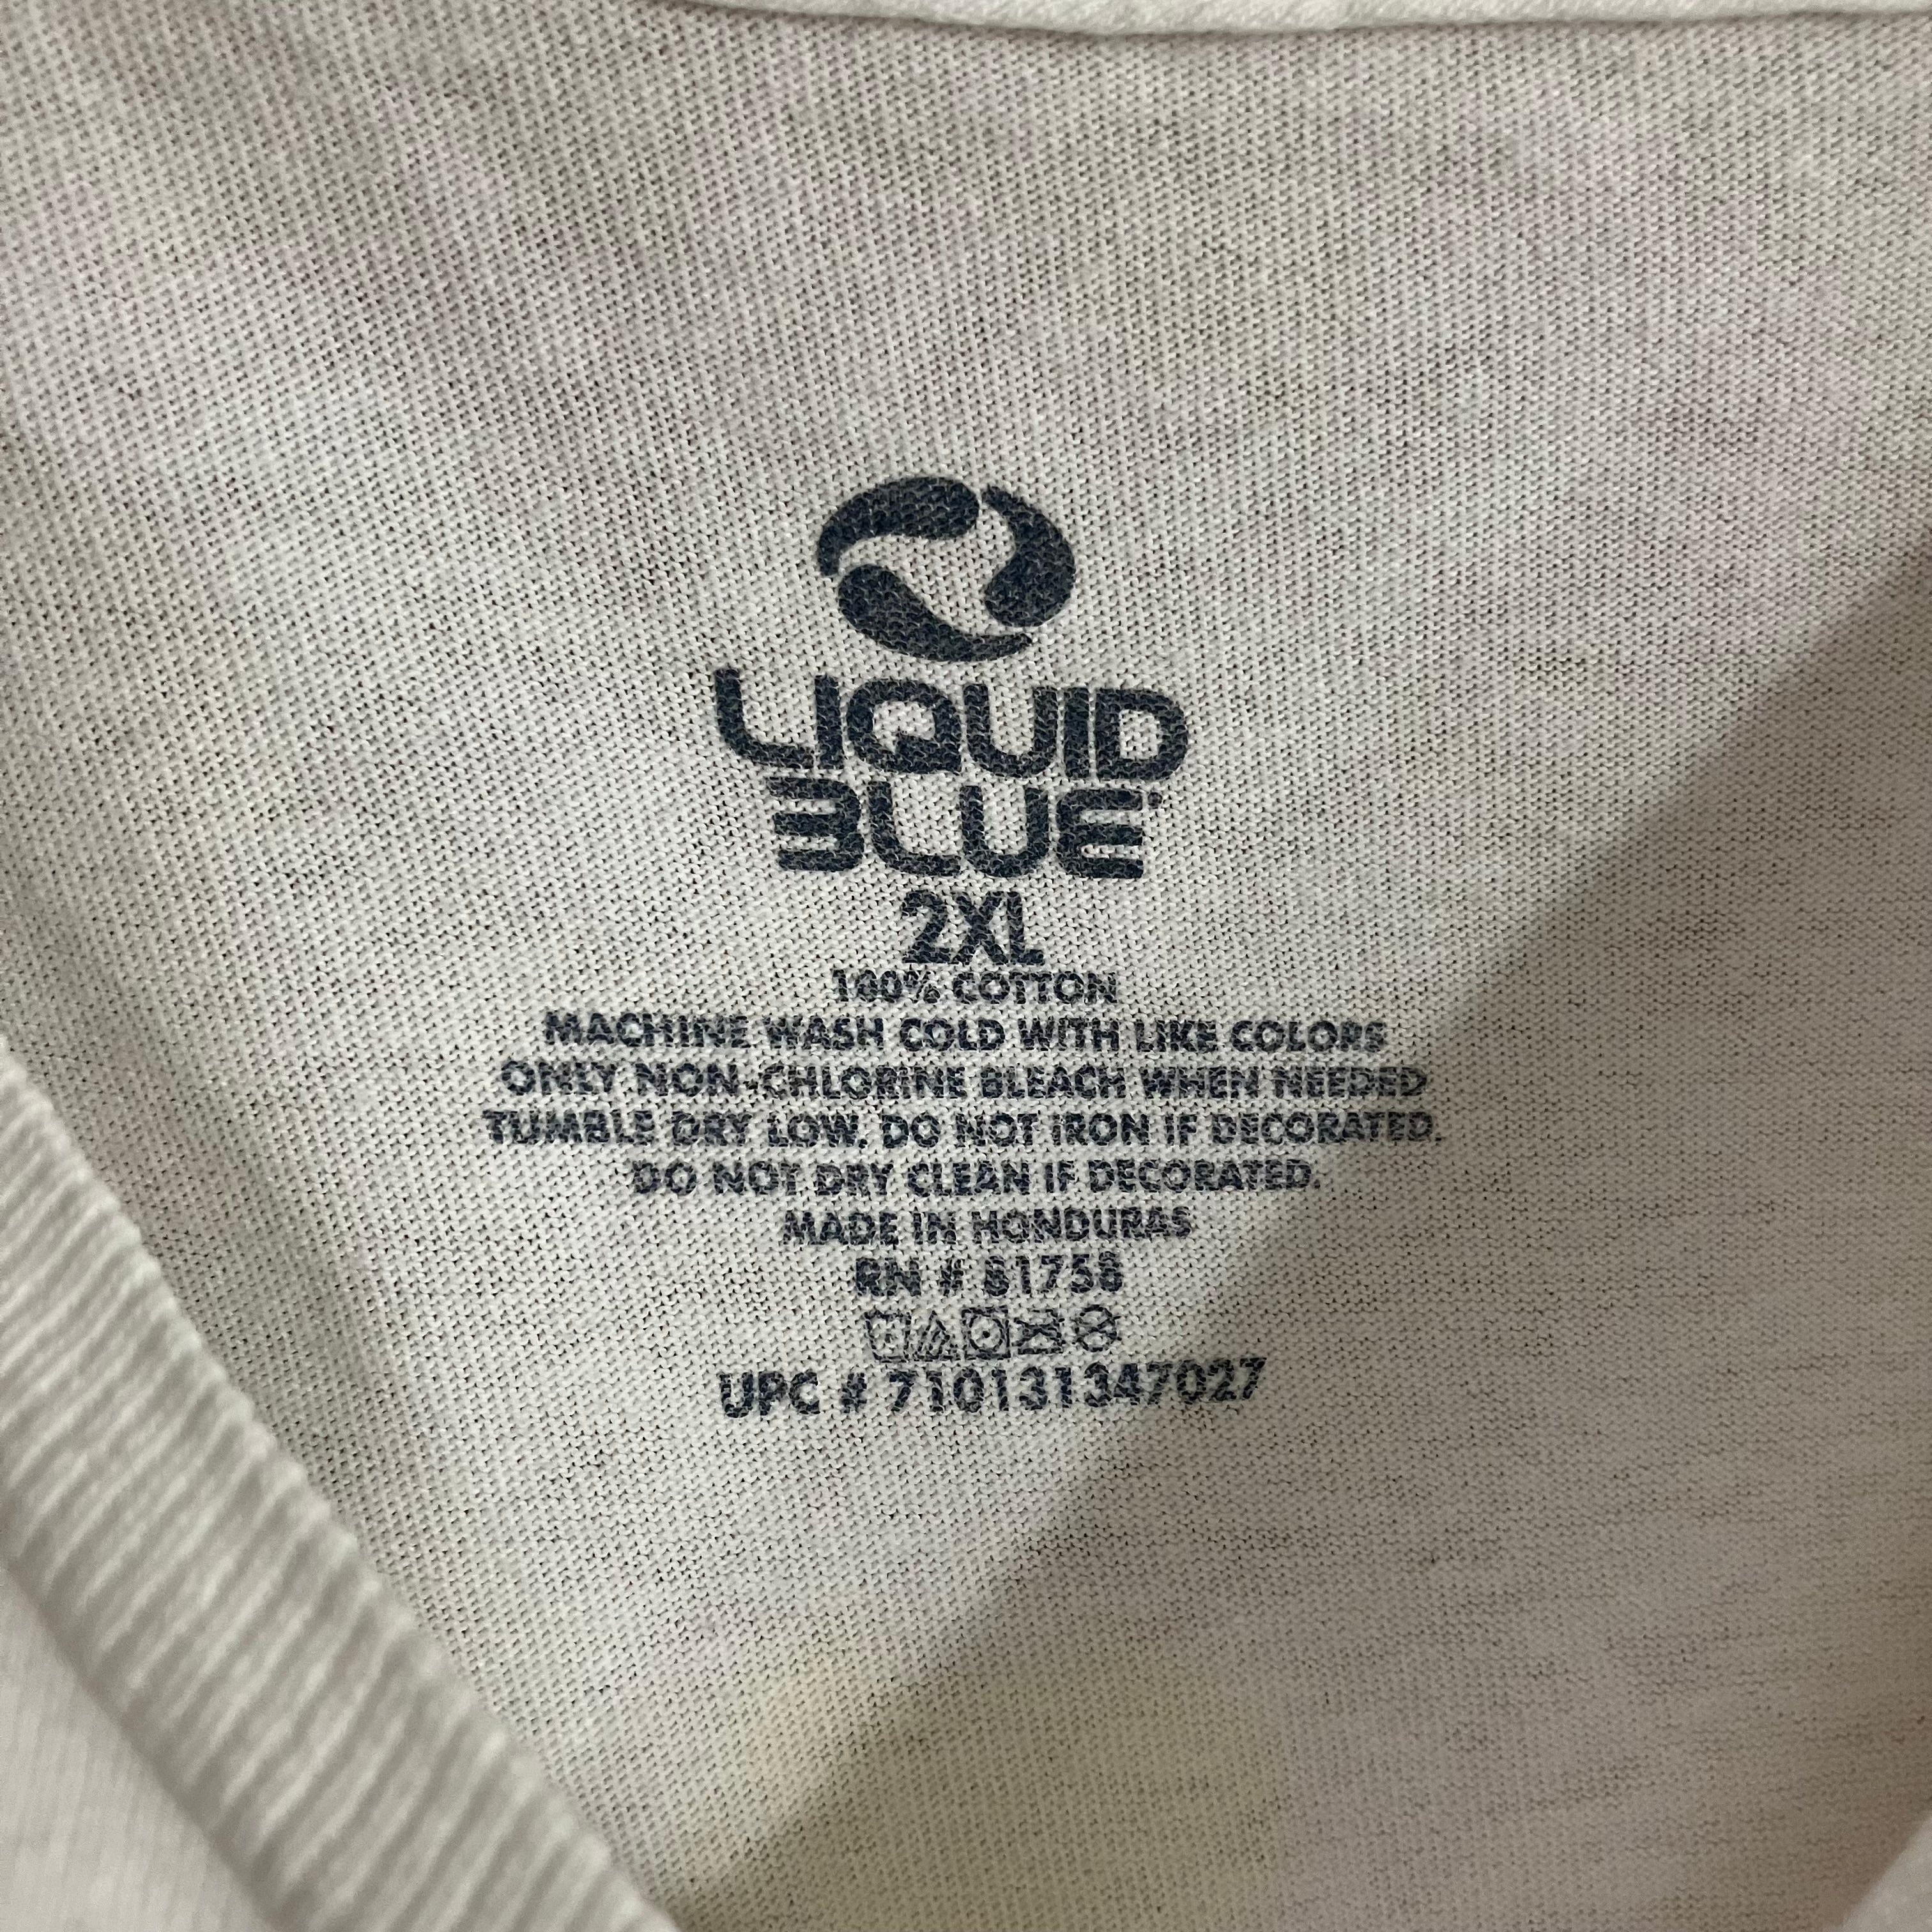 LIQUID
BLUE
2XL
100% COTTON
MACHINE WASH COLD WITH LIKE COLORS
ONLY NON-CHLORINE BLEACH WHEN NEEDED
TUMBLE DRY LOW. DO NOT IRON IF DECORATED.
DO NOT DRY CLEAN IF DECORATED.
MADE IN HONDURAS
RN # 81758
UPC # 710131347027